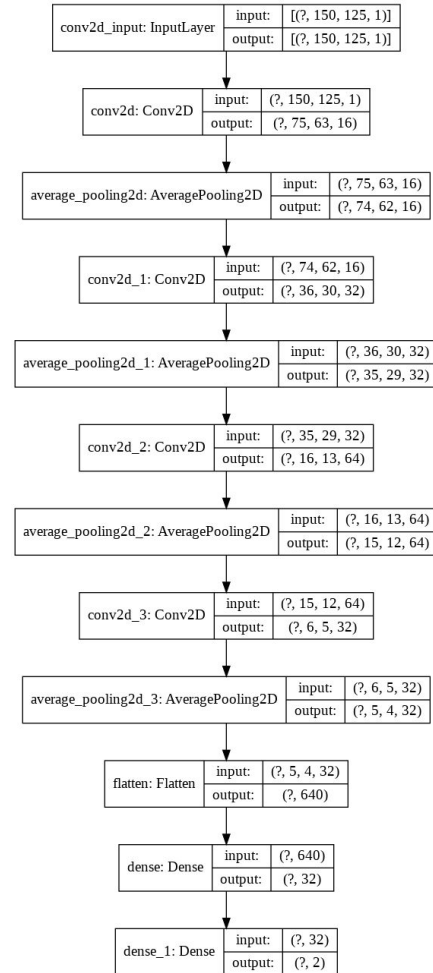 conv2d_input: InputLayer
input: [(?, 150, 125, 1)]
output: [(?, 150, 125, 1)]
conv2d: Conv2D
input: (?, 150, 125, 1)
output: (?, 75, 63, 16)
average_pooling2d: AveragePooling2D
input: (?, 75, 63, 16)
output: (?, 74, 62, 16)
conv2d_1: Conv2D
input: (?, 74, 62, 16)
output: (?, 36, 30, 32)
average_pooling2d_1: AveragePooling2D
input: (?, 36, 30, 32)
output: (?, 35, 29, 32)
conv2d_2: Conv2D
input: (?, 35, 29, 32)
output: (?, 16, 13, 64)
average_pooling2d_2: AveragePooling2D
input: (?, 16, 13, 64)
output: (?, 15, 12, 64)
conv2d_3: Conv2D
input: (?, 15, 12, 64)
output: (?, 6, 5, 32)
average_pooling2d_3: AveragePooling2D
input: (?, 6, 5, 32)
output: (?, 5, 4, 32)
flatten: Flatten
input: (?, 5, 4, 32)
output: (?, 640)
dense: Dense
input: (?, 640)
output: (?, 32)
dense_1: Dense
input: (?, 32)
output: (?, 2)